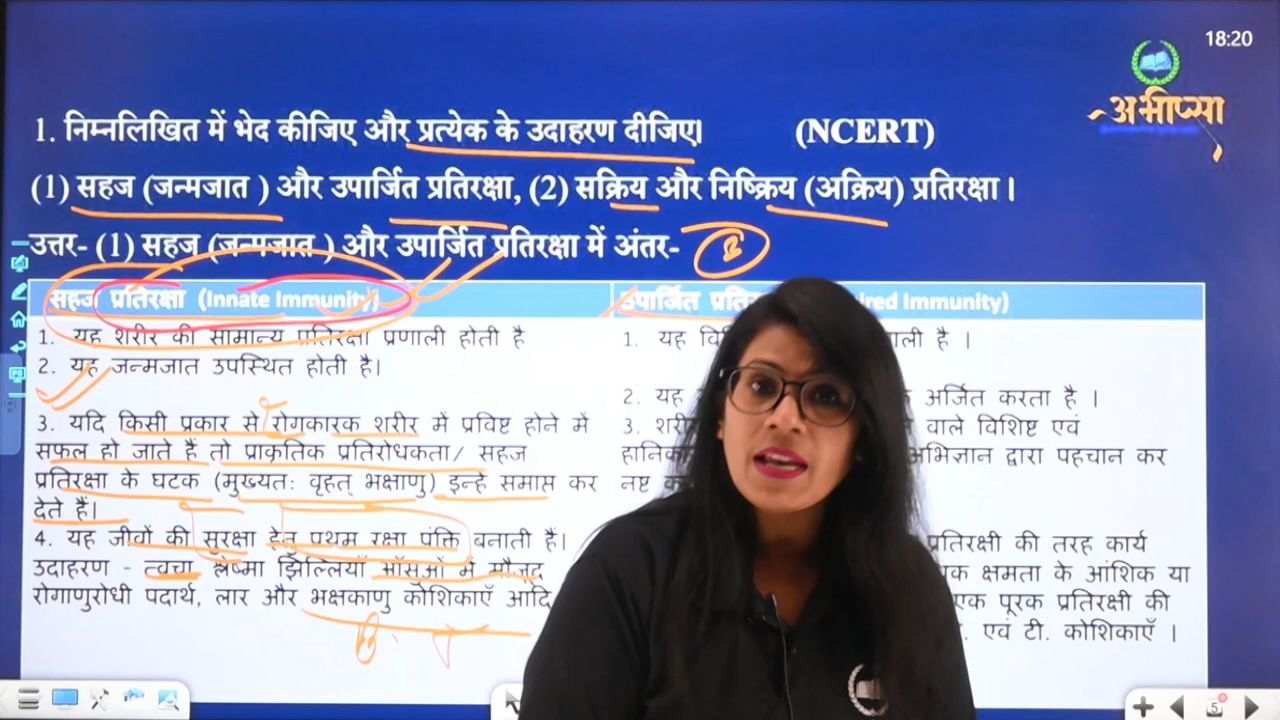 18:20
अभीप्सा
1. निम्नलिखित में भेद कीजिए और प्रत्येक के उदाहरण दीजिए। (NCERT)
(1) सहज (जन्मजात ) और उपार्जित प्रतिरक्षा, (2) सक्रिय और निष्क्रिय (अक्रिय) प्रतिरक्षा ।
उत्तर- (1) सहज (जन्मजात ) और उपार्जित प्रतिरक्षा में अंतर-
सहज प्रतिरक्षा (Innate Immunity)
1. यह शरीर की सामान्य प्रतिरक्षा प्रणाली होती है
2. यह जन्मजात उपस्थित होती है।
3. यदि किसी प्रकार से रोगकारक शरीर में प्रविष्ट होने में
सफल हो जाते हैं तो प्राकृतिक प्रतिरोधकता/ सहज
प्रतिरक्षा के घटक (मुख्यतः वृहत् भक्षाणु) इन्हे समाप्त कर
देते हैं।
4. यह जीवों की सुरक्षा हेतु प्रथम रक्षा पंक्ति बनाती है।
उदाहरण - त्वचा श्लेष्मा झिल्लियाँ आँसुओं में मौजूद
रोगाणुरोधी पदार्थ, लार और भक्षकाणु कोशिकाएँ आदि
उपार्जित Immunity)
1. यह है ।
2. यह अर्जित करता है ।
3. वाले विशिष्ट एवं
द्वारा पहचान कर
नष्ट
प्रतिरक्षी की तरह कार्य
क्षमता के आंशिक या
एक पूरक प्रतिरक्षी की
एवं टी. कोशिकाएँ ।
5